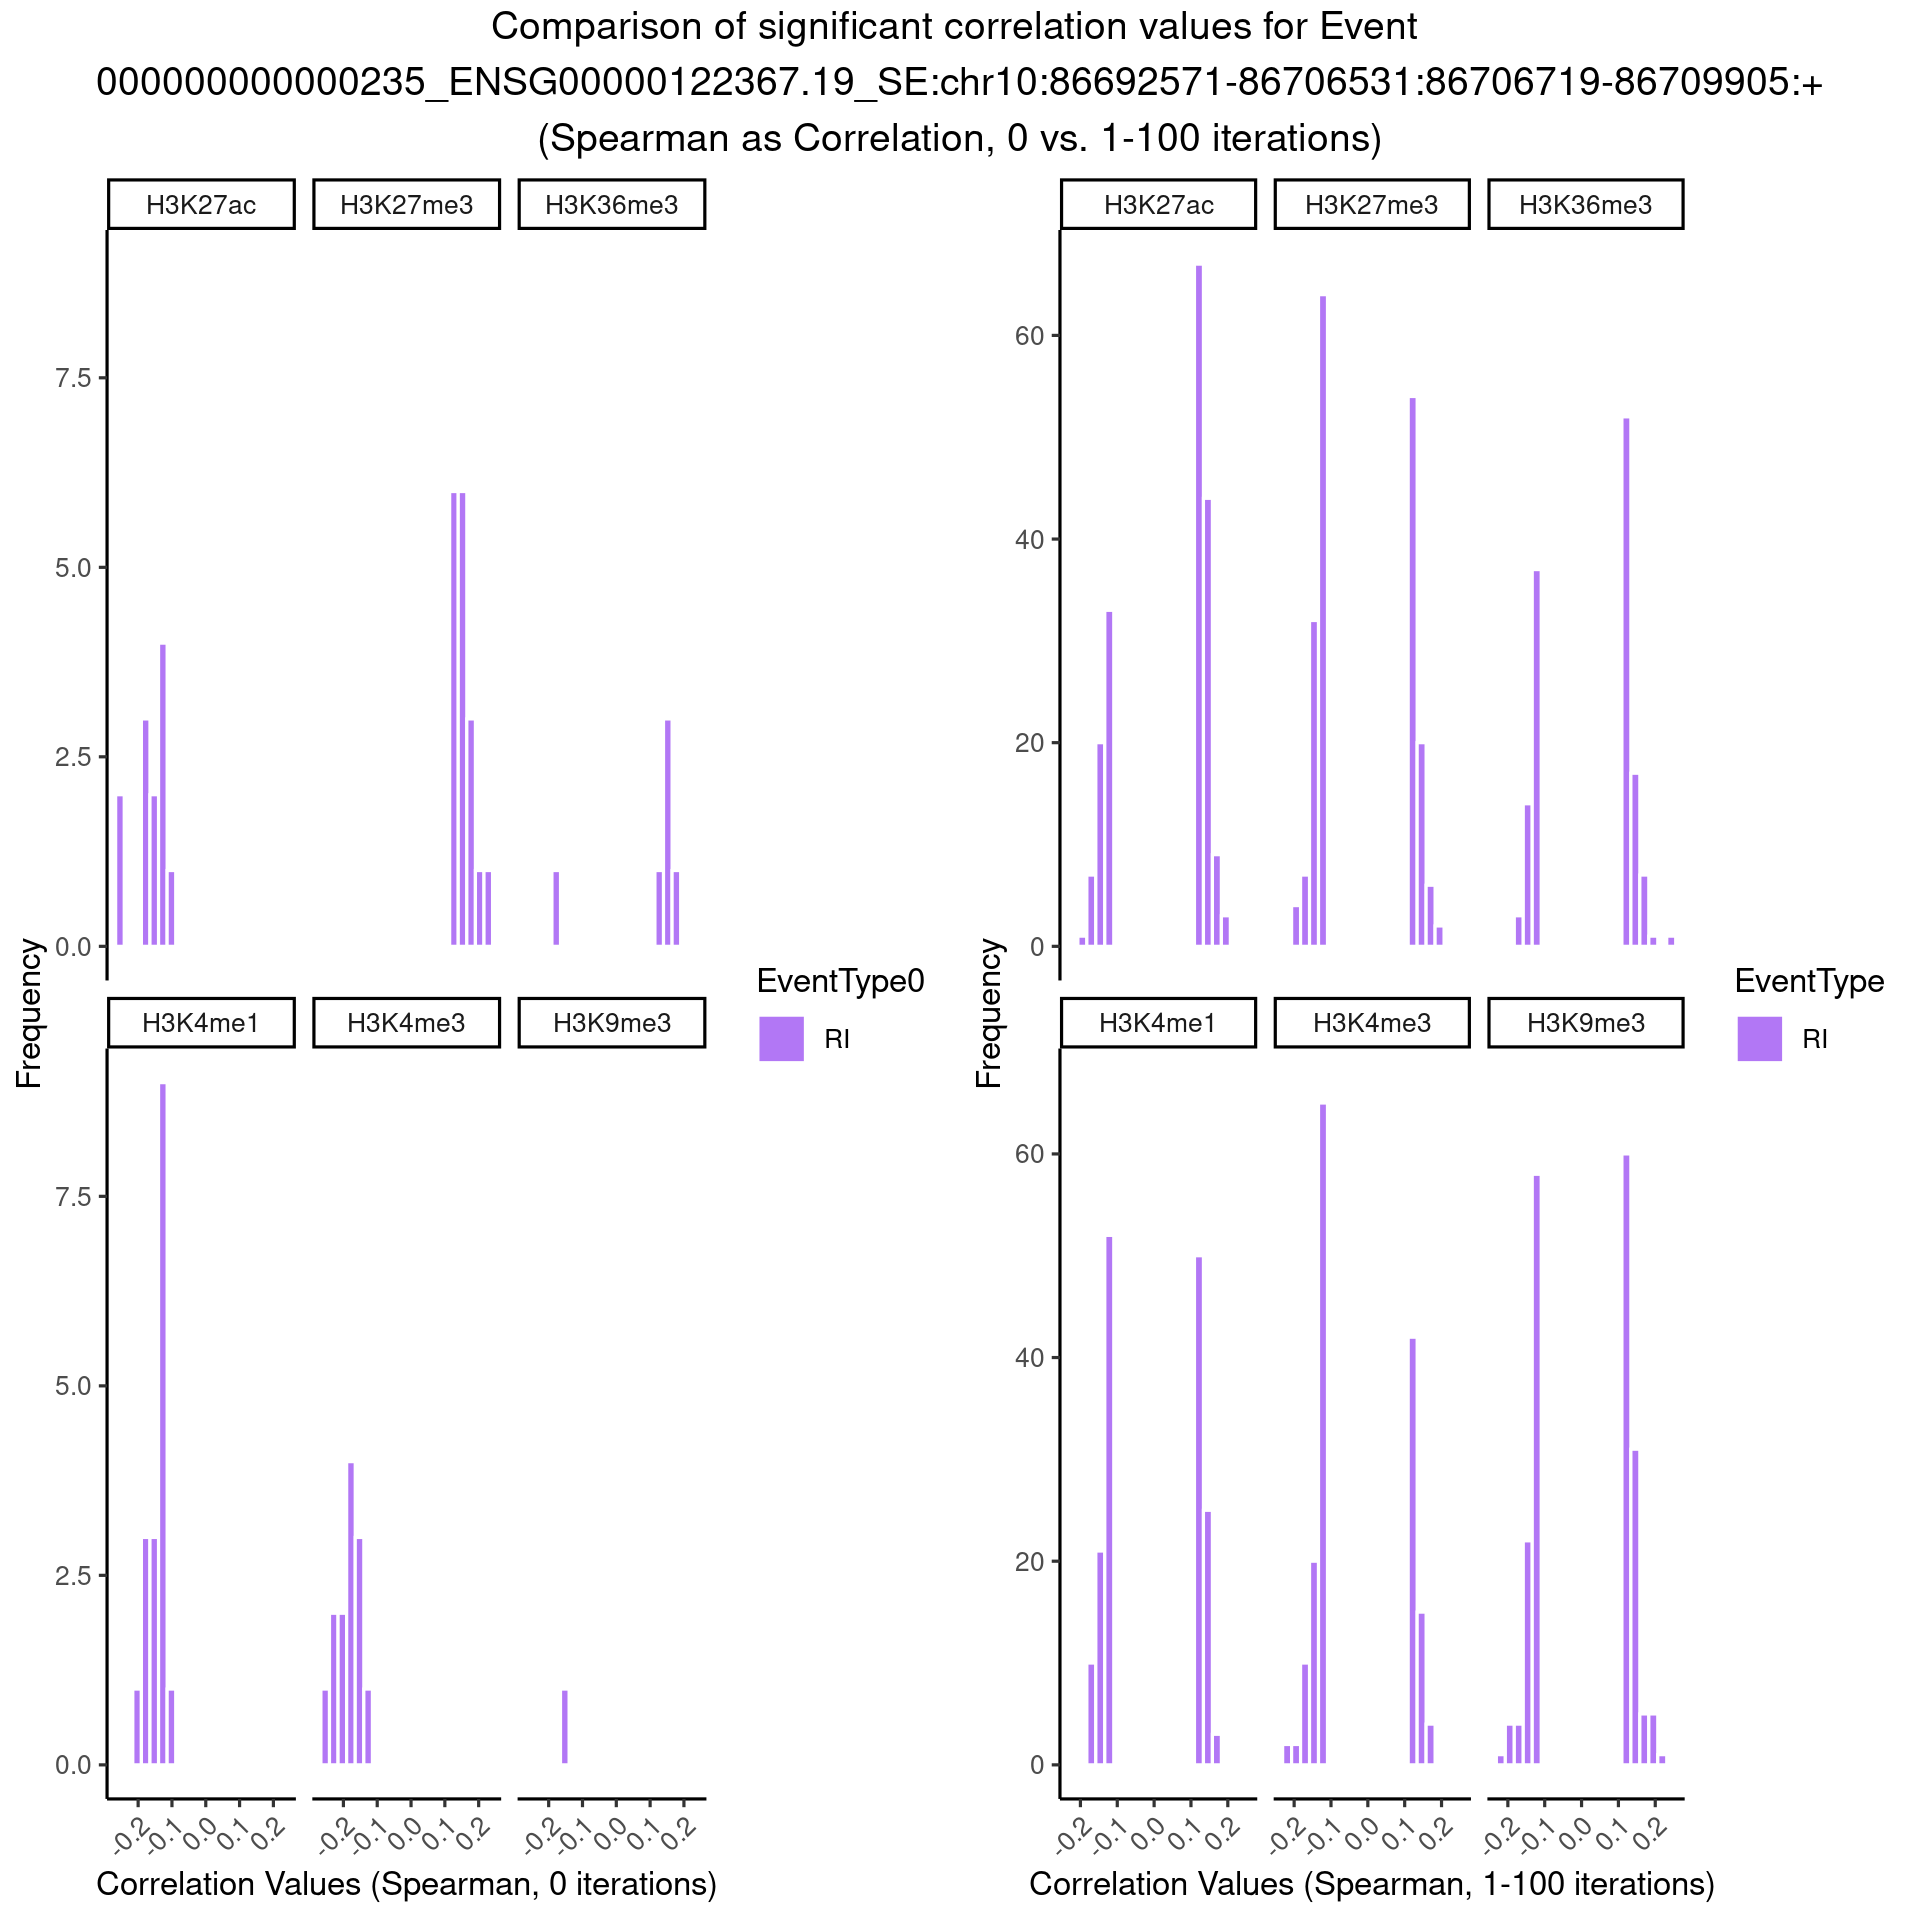 Comparison of significant correlation values for Event
000000000000235_ENSG00000122367.19_SE:chr10:86692571-86706531:86706719-86709905:+
(Spearman as Correlation, 0 vs. 1-100 iterations)
H3K27ac H3K27me3 H3K36me3
7.5
5.0
2.5
0.0
H3K4me1 H3K4me3 H3K9me3
7.5
5.0
2.5
0.0
Frequency
-0.2 -0.1 0.0 0.1 0.2 -0.2 -0.1 0.0 0.1 0.2 -0.2 -0.1 0.0 0.1 0.2
Correlation Values (Spearman, 0 iterations)
EventType0
RI
H3K27ac H3K27me3 H3K36me3
60
40
20
0
H3K4me1 H3K4me3 H3K9me3
60
40
20
0
Frequency
-0.2 -0.1 0.0 0.1 0.2 -0.2 -0.1 0.0 0.1 0.2 -0.2 -0.1 0.0 0.1 0.2
Correlation Values (Spearman, 1-100 iterations)
EventType
RI